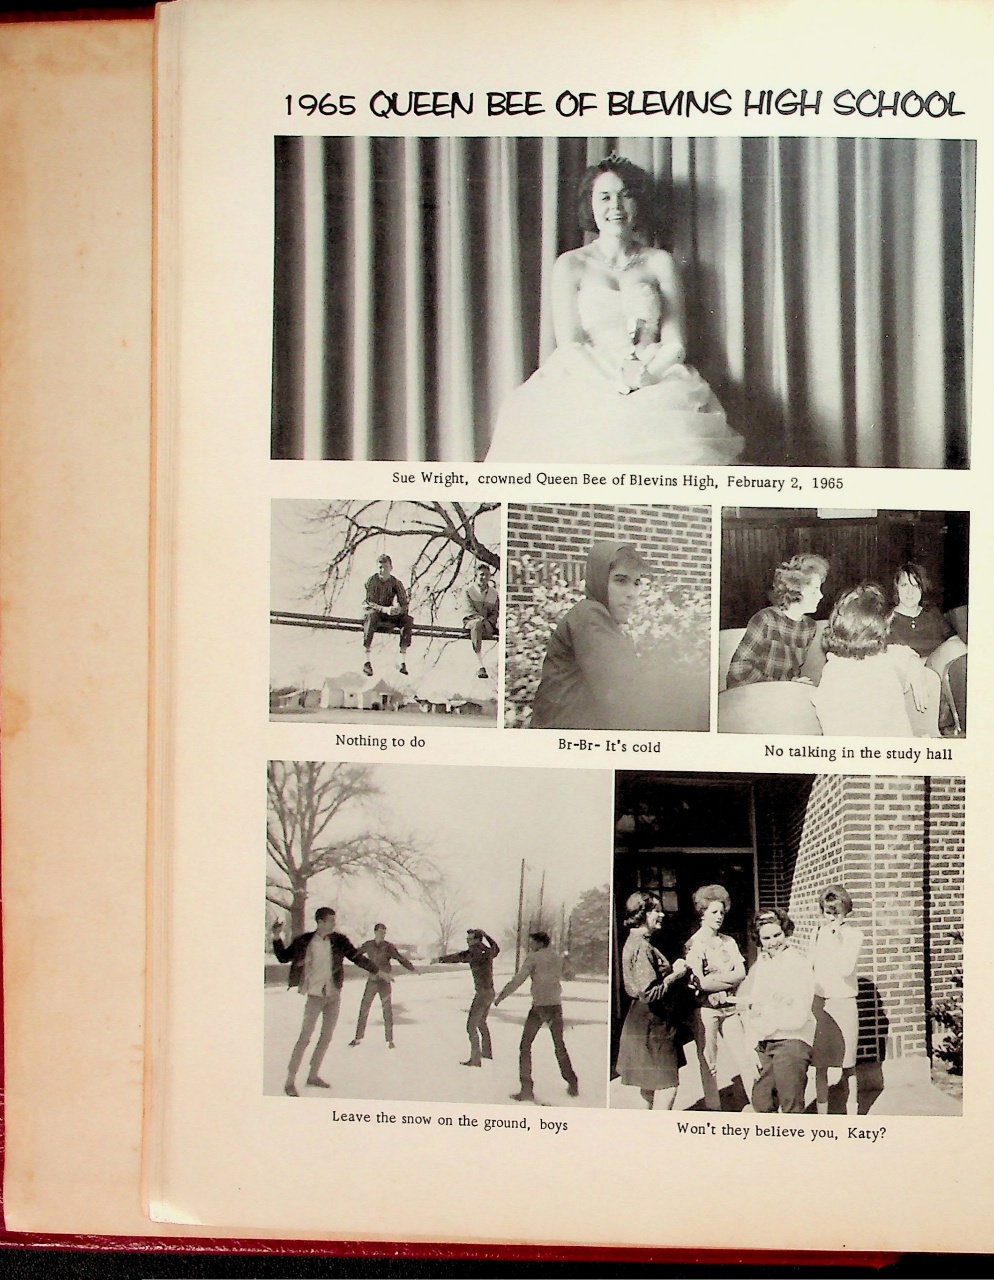 1965 QUEEN BEE OF BLEVINS HIGH SCHOOL
Sue Wright, crowned Queen Bee of Blevins High, February 2, 1965
Nothing to do
Br-Br- It's cold
No talking in the study hall
Leave the snow on the ground, boys
Won't they believe you, Katy?